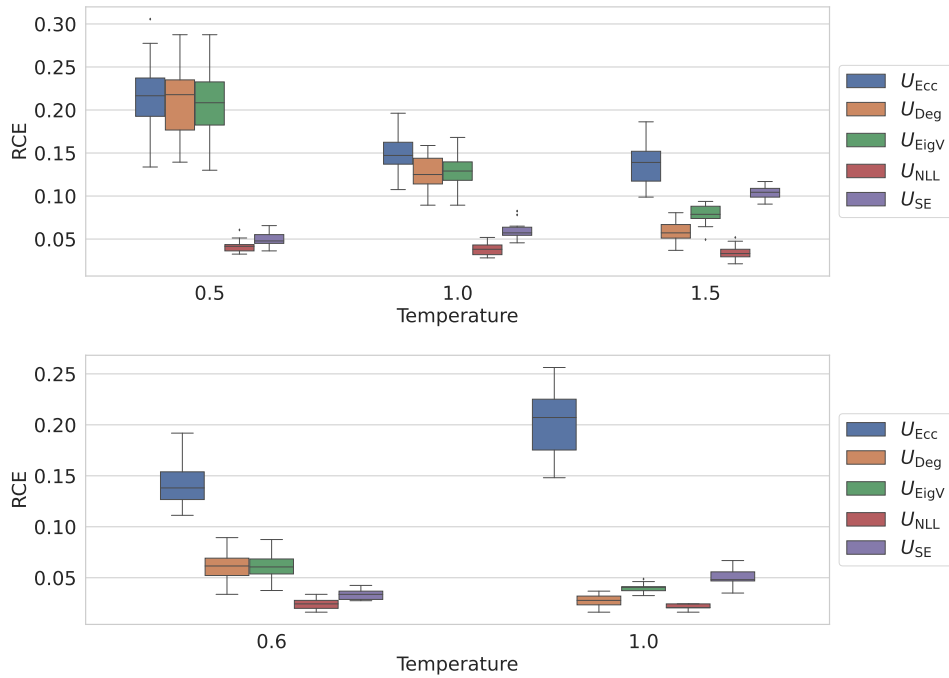 0.30
0.25
0.20
0.15
0.10
0.05
RCE
0.5 1.0 1.5
Temperature
U_Ecc
U_Deg
U_EigV
U_NLL
U_SE
0.25
0.20
0.15
0.10
0.05
RCE
0.6 1.0
Temperature
U_Ecc
U_Deg
U_EigV
U_NLL
U_SE